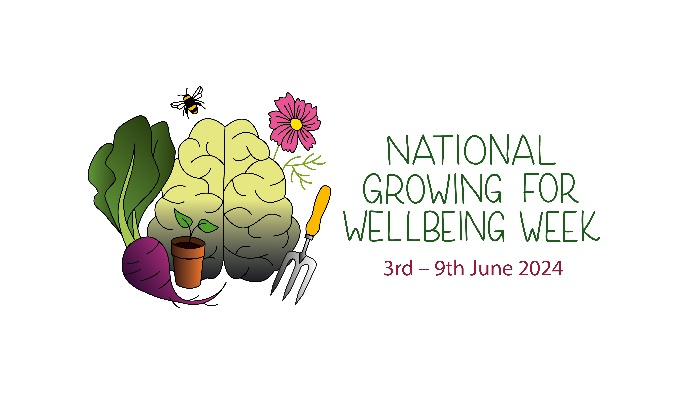 NATIONAL
GROWING FOR
WELLBEING WEEK
3rd – 9th June 2024